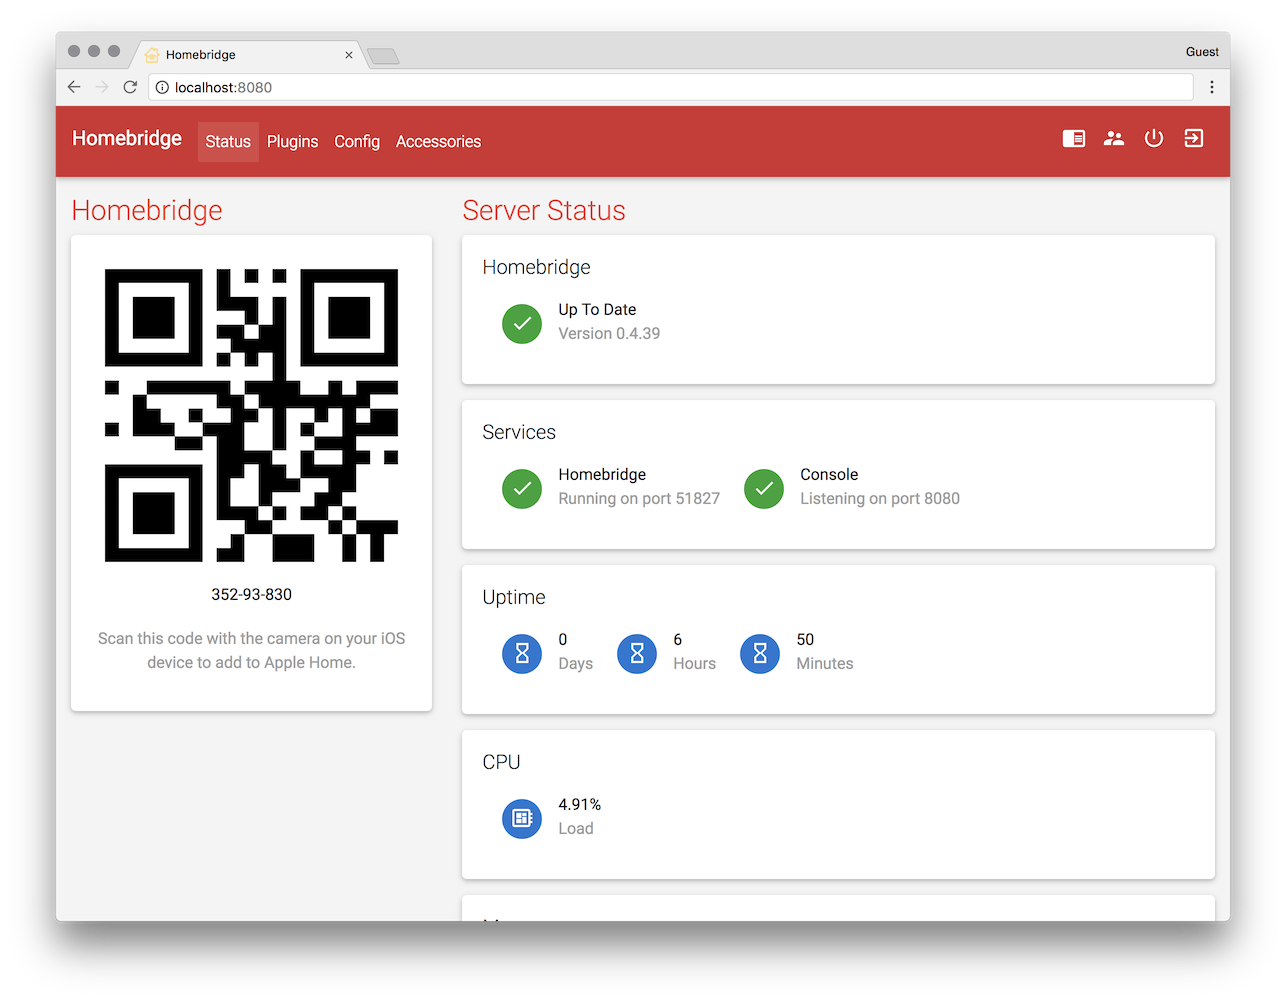 Homebridge
Guest
localhost:8080
Homebridge
Status
Plugins
Config
Accessories
Homebridge
352-93-830
Scan this code with the camera on your iOS
device to add to Apple Home.
Server Status
Homebridge
Up To Date
Version 0.4.39
Services
Homebridge
Running on port 51827
Console
Listening on port 8080
Uptime
0
Days
6
Hours
50
Minutes
CPU
4.91%
Load